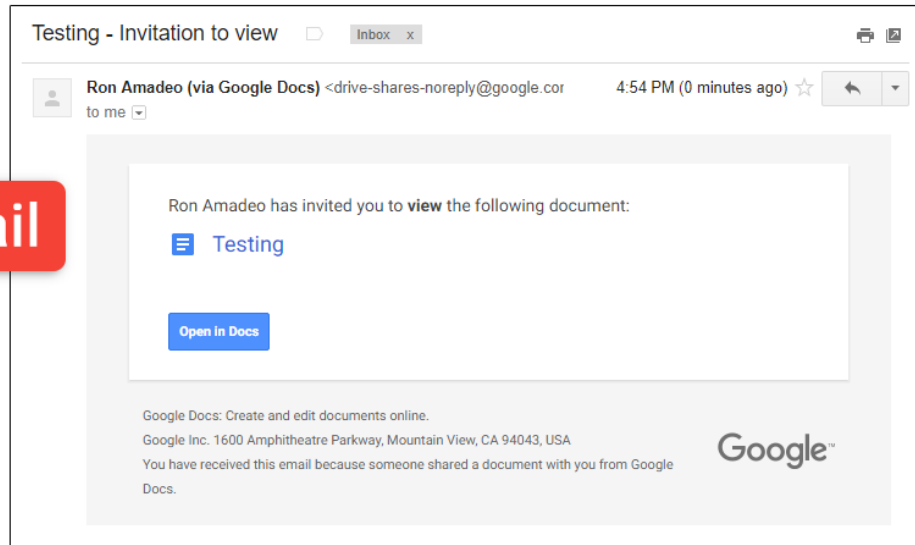 Testing - Invitation to view Inbox x
Ron Amadeo (via Google Docs) <drive-shares-noreply@google.cor 4:54 PM (0 minutes ago)
to me
Ron Amadeo has invited you to view the following document:
ail
Testing
Open in Docs
Google Docs: Create and edit documents online.
Google Inc. 1600 Amphitheatre Parkway, Mountain View, CA 94043, USA
You have received this email because someone shared a document with you from Google
Docs.
Google™